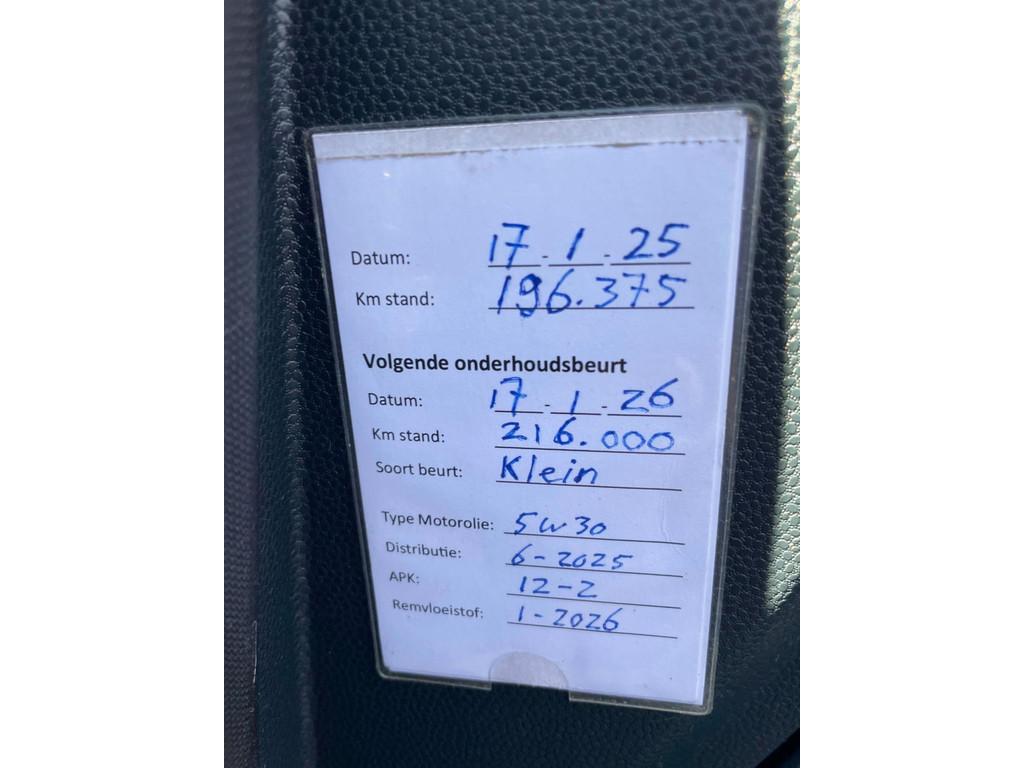 Datum: 17 - 1 - 25
Km stand: 196.375
Volgende onderhoudsbeurt
Datum: 17 - 1 - 26
Km stand: 216.000
Soort beurt: Klein
Type Motorolie: 5W30
Distributie: 6-2025
APK: 12-2
Remvloeistof: 1-2026